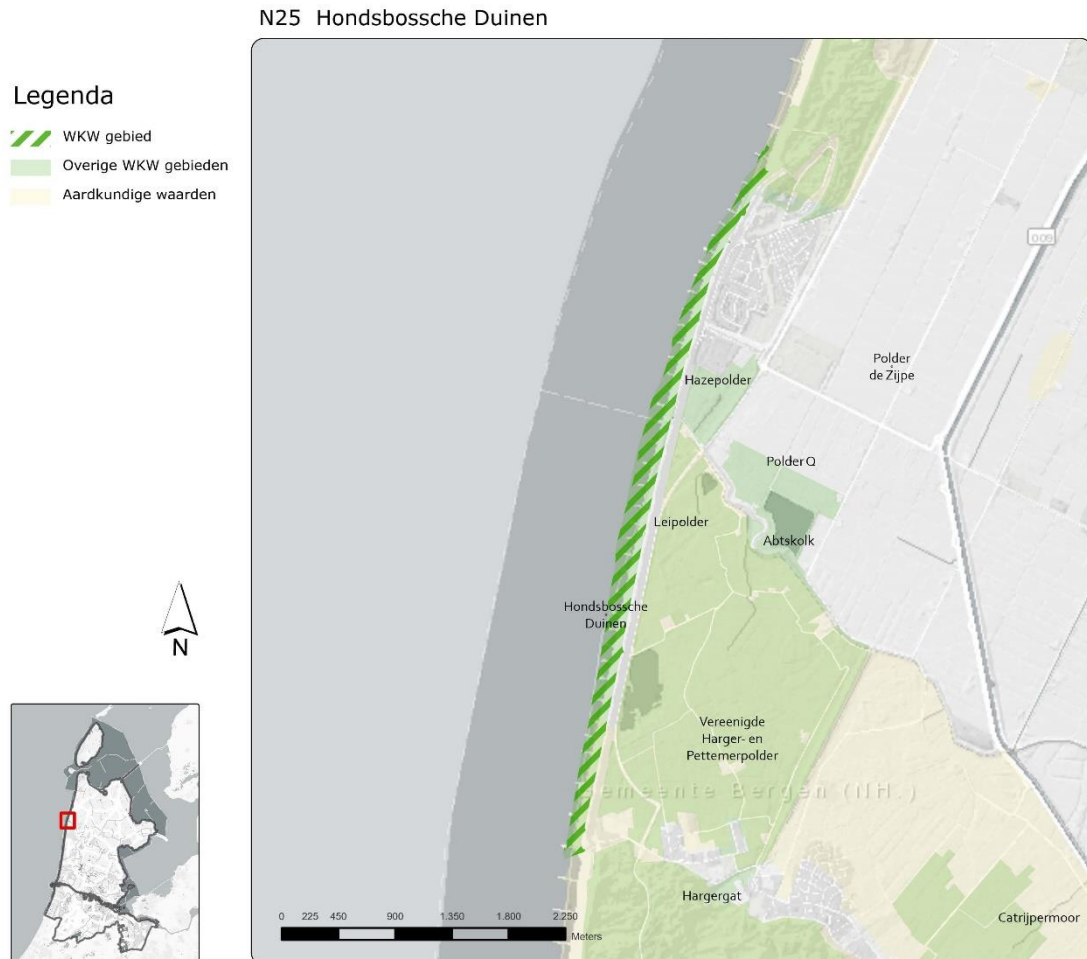 N25 Hondsbossche Duinen
Legenda
WKW gebied
Overige WKW gebieden
Aardkundige waarden
Hazepolder
Polder
de Zijpe
Polder Q
Leipolder
Abtskolk
Hondsbossche
Duinen
Vereenigde
Harger- en
Pettemerpolder
Gemeente Bergen (NH.)
Hargergat
Catrijpermoor
N
0 225 450 900 1.350 1.800 2.250
Meters